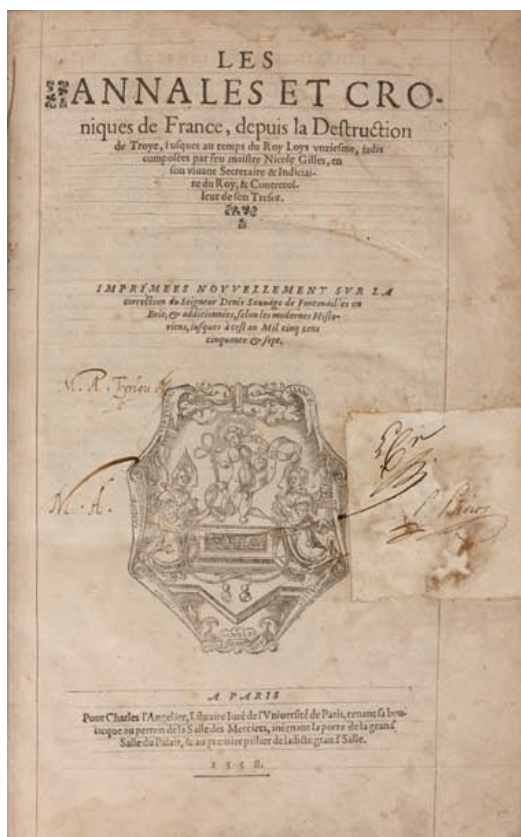 LES
ANNALES ET CRO-
niques de France, depuis la Destruction
de Troye, iusques au temps du Roy Loys vnziesme, iadis
composées par feu maistre Nicole Gilles, en
son viuant Secretaire & Indiciai-
re du Roy, & Contrerol-
leur de son Tresor.
IMPRIMEES NOVVELLEMENT SVR LA
correction du Seigneur Denis Sauuage de Fontenailles en
Brie, & additionnées, selon les modernes Histo-
riens, iusques à cest an Mil cinq cens
cinquante & sept.
M. A.
M. A.
A PARIS
Pour Charles l'Angelier, Libraire Iuré de l'Vniuersité de Paris, tenant sa bou-
ticque au perron de la Salle des Merciers, ioignant la porte de la grand'
Salle du Palais, & au premier pillier de ladicte grand' Salle.
1558.